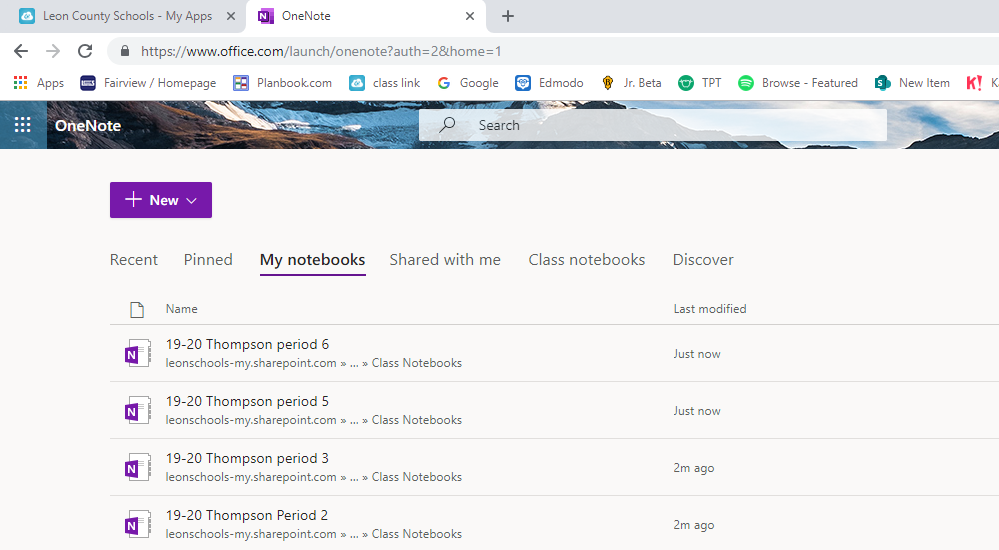 Leon County Schools - My Apps
OneNote
https://www.office.com/launch/onenote?auth=2&home=1
Apps Fairview / Homepage Planbook.com class link Google Edmodo Jr. Beta TPT Browse - Featured New Item K
OneNote
Search
New
Recent Pinned My notebooks Shared with me Class notebooks Discover
Name Last modified
19-20 Thompson period 6
leonschools-my.sharepoint.com » ... » Class Notebooks
Just now
19-20 Thompson period 5
leonschools-my.sharepoint.com » ... » Class Notebooks
Just now
19-20 Thompson period 3
leonschools-my.sharepoint.com » ... » Class Notebooks
2m ago
19-20 Thompson Period 2
leonschools-my.sharepoint.com » ... » Class Notebooks
2m ago